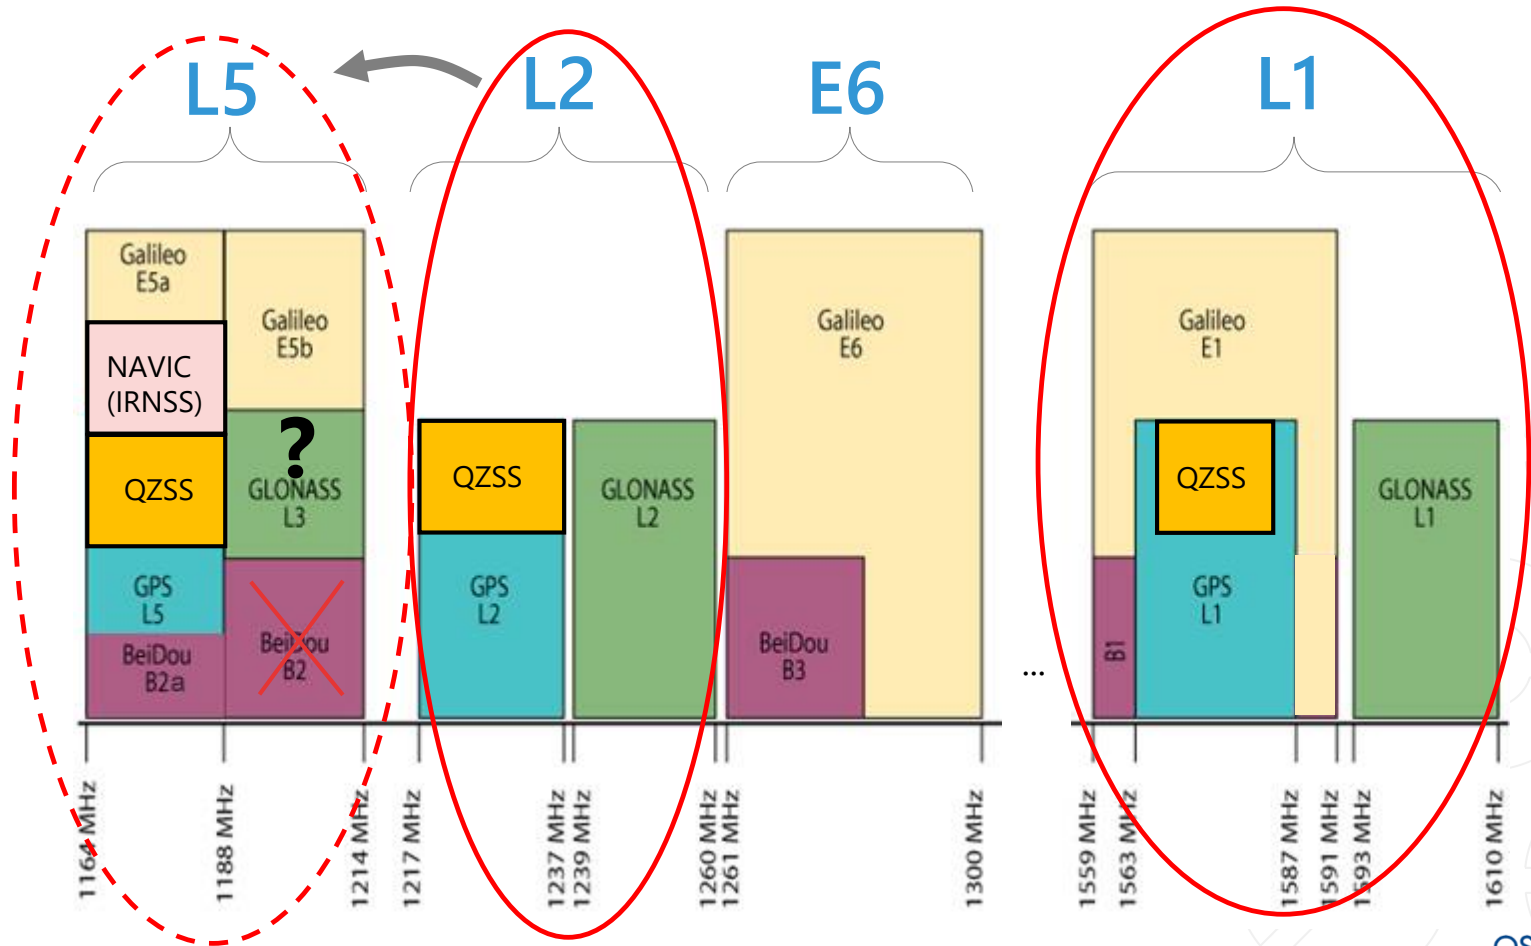 L5
L2
E6
L1
Galileo
E5a
Galileo
E5b
Galileo
E6
Galileo
E1
NAVIC
(IRNSS)
QZSS
?
GLONASS
L3
QZSS
GLONASS
L2
QZSS
GLONASS
L1
GPS
L5
GPS
L2
GPS
L1
BeiDou
B2a
BeiDou
B2
BeiDou
B3
B1
...
1164 MHz
1188 MHz
1214 MHz
1217 MHz
1237 MHz
1239 MHz
1260 MHz
1261 MHz
1300 MHz
1559 MHz
1563 MHz
1587 MHz
1591 MHz
1593 MHz
1610 MHz